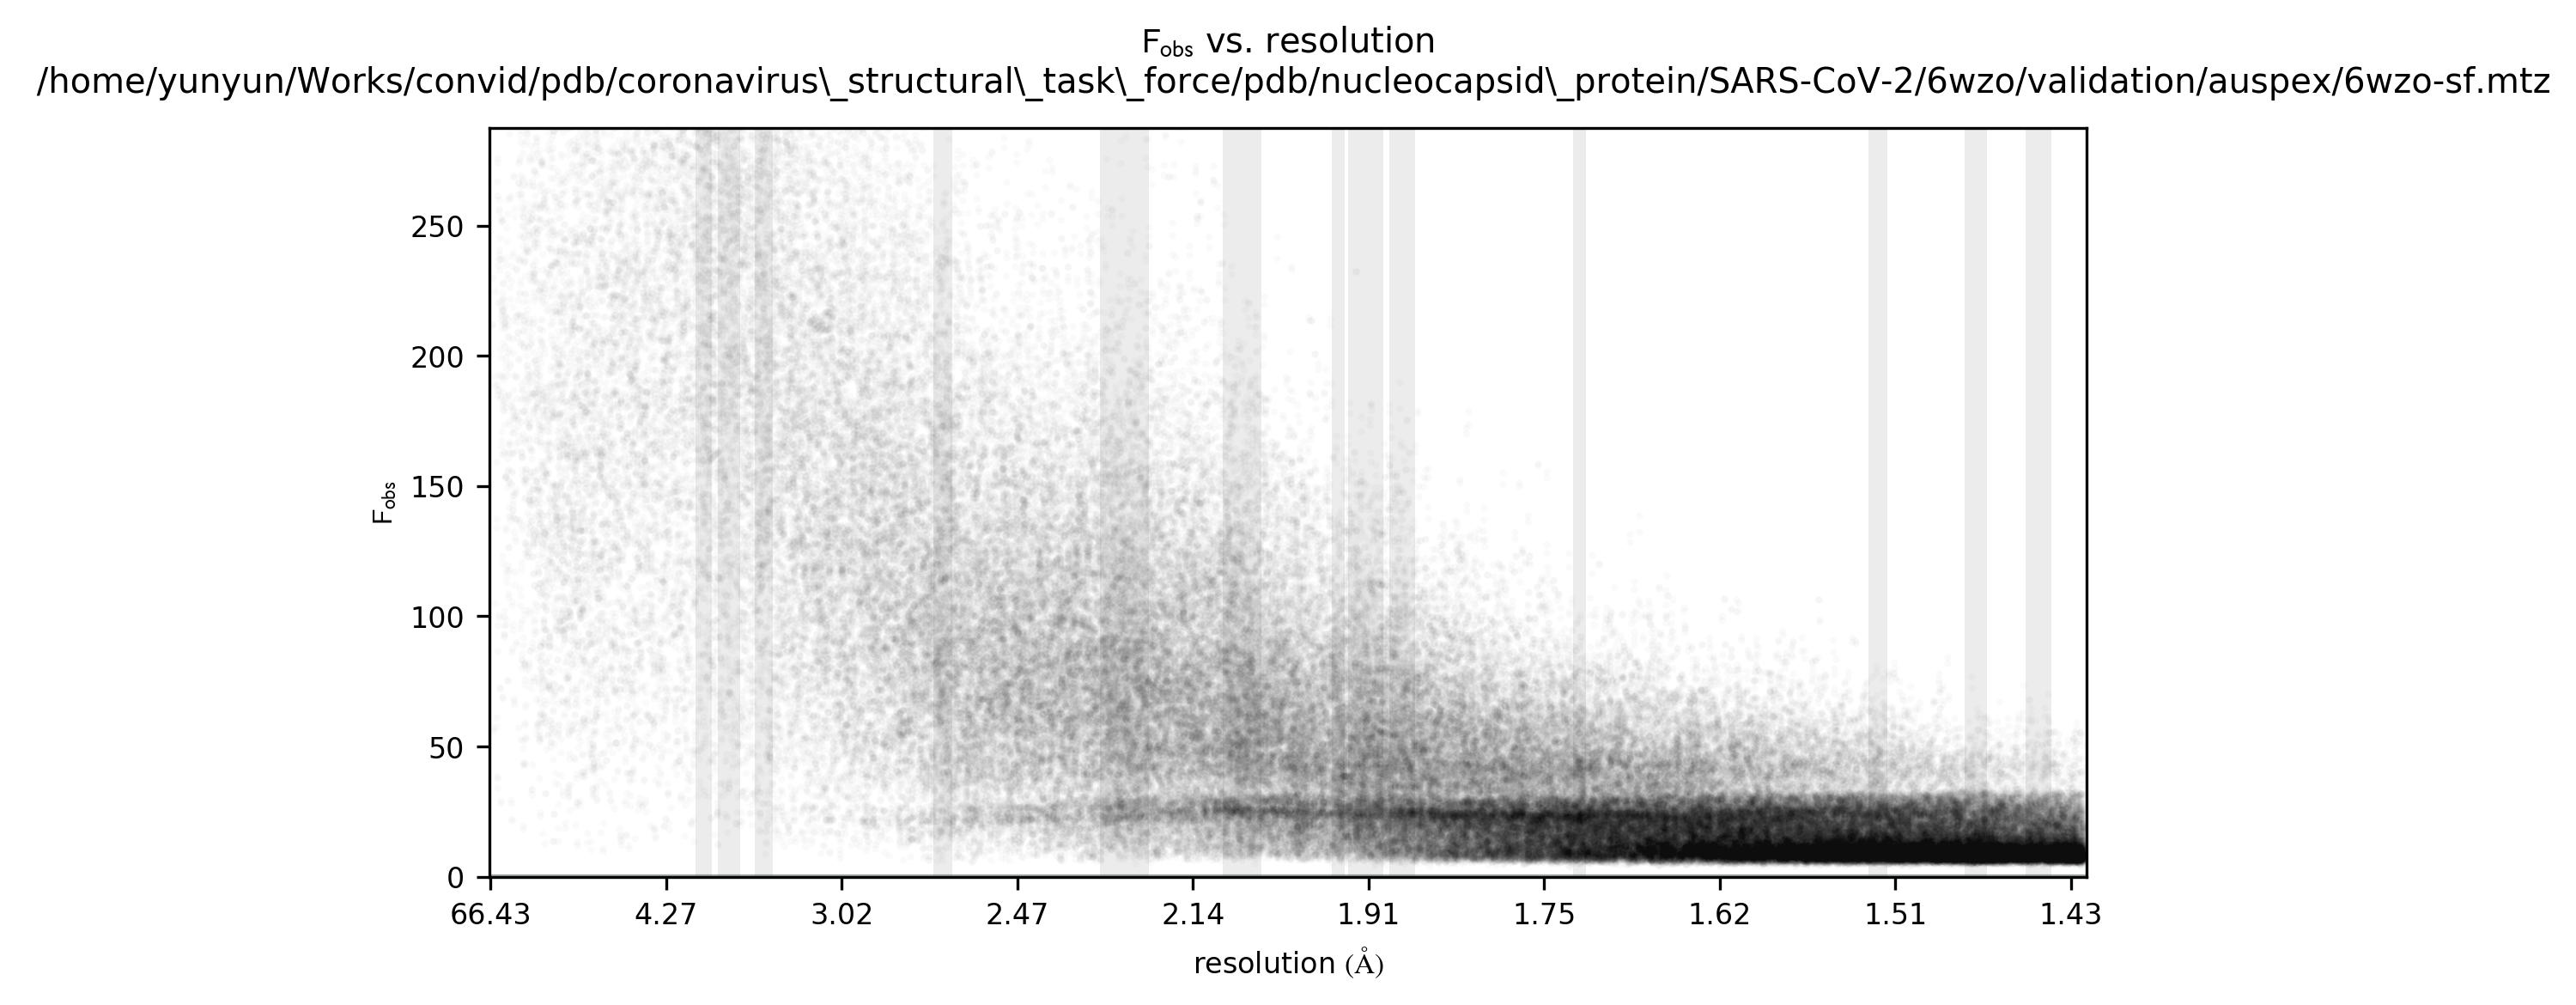 Fobs vs. resolution
/home/yunyun/Works/convid/pdb/coronavirus\_structural\_task\_force/pdb/nucleocapsid\_protein/SARS-CoV-2/6wzo/validation/auspex/6wzo-sf.mtz
250
200
150
100
50
0
Fobs
66.43 4.27 3.02 2.47 2.14 1.91 1.75 1.62 1.51 1.43
resolution (Å)